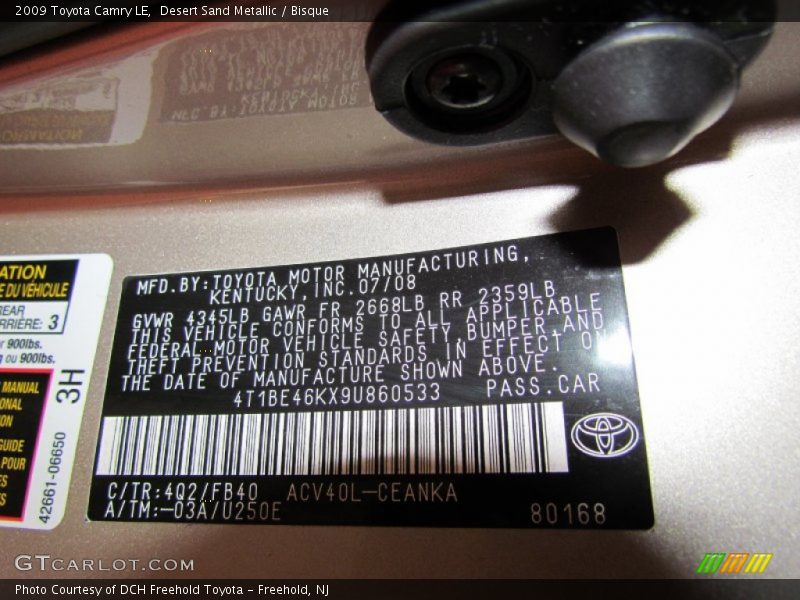 2009 Toyota Camry LE, Desert Sand Metallic / Bisque
ATION
DU VÉHICULE
REAR
ARRIÈRE: 3
900lbs.
ou 900lbs.
MANUAL
GUIDE
POUR
3H
42661-06650
MFD.BY:TOYOTA MOTOR MANUFACTURING,
KENTUCKY,INC.07/08
GVWR 4345LB GAWR FR 2668LB RR 2359LB
THIS VEHICLE CONFORMS TO ALL APPLICABLE
FEDERAL MOTOR VEHICLE SAFETY,BUMPER,AND
THEFT PREVENTION STANDARDS IN EFFECT O
THE DATE OF MANUFACTURE SHOWN ABOVE.
4T1BE46KX9U860533 PASS.CAR
C/TR:4Q2/FB40 ACV40L-CEANKA
A/TM:-03A/U250E 80168
GTCARLOT.COM
Photo Courtesy of DCH Freehold Toyota - Freehold, NJ